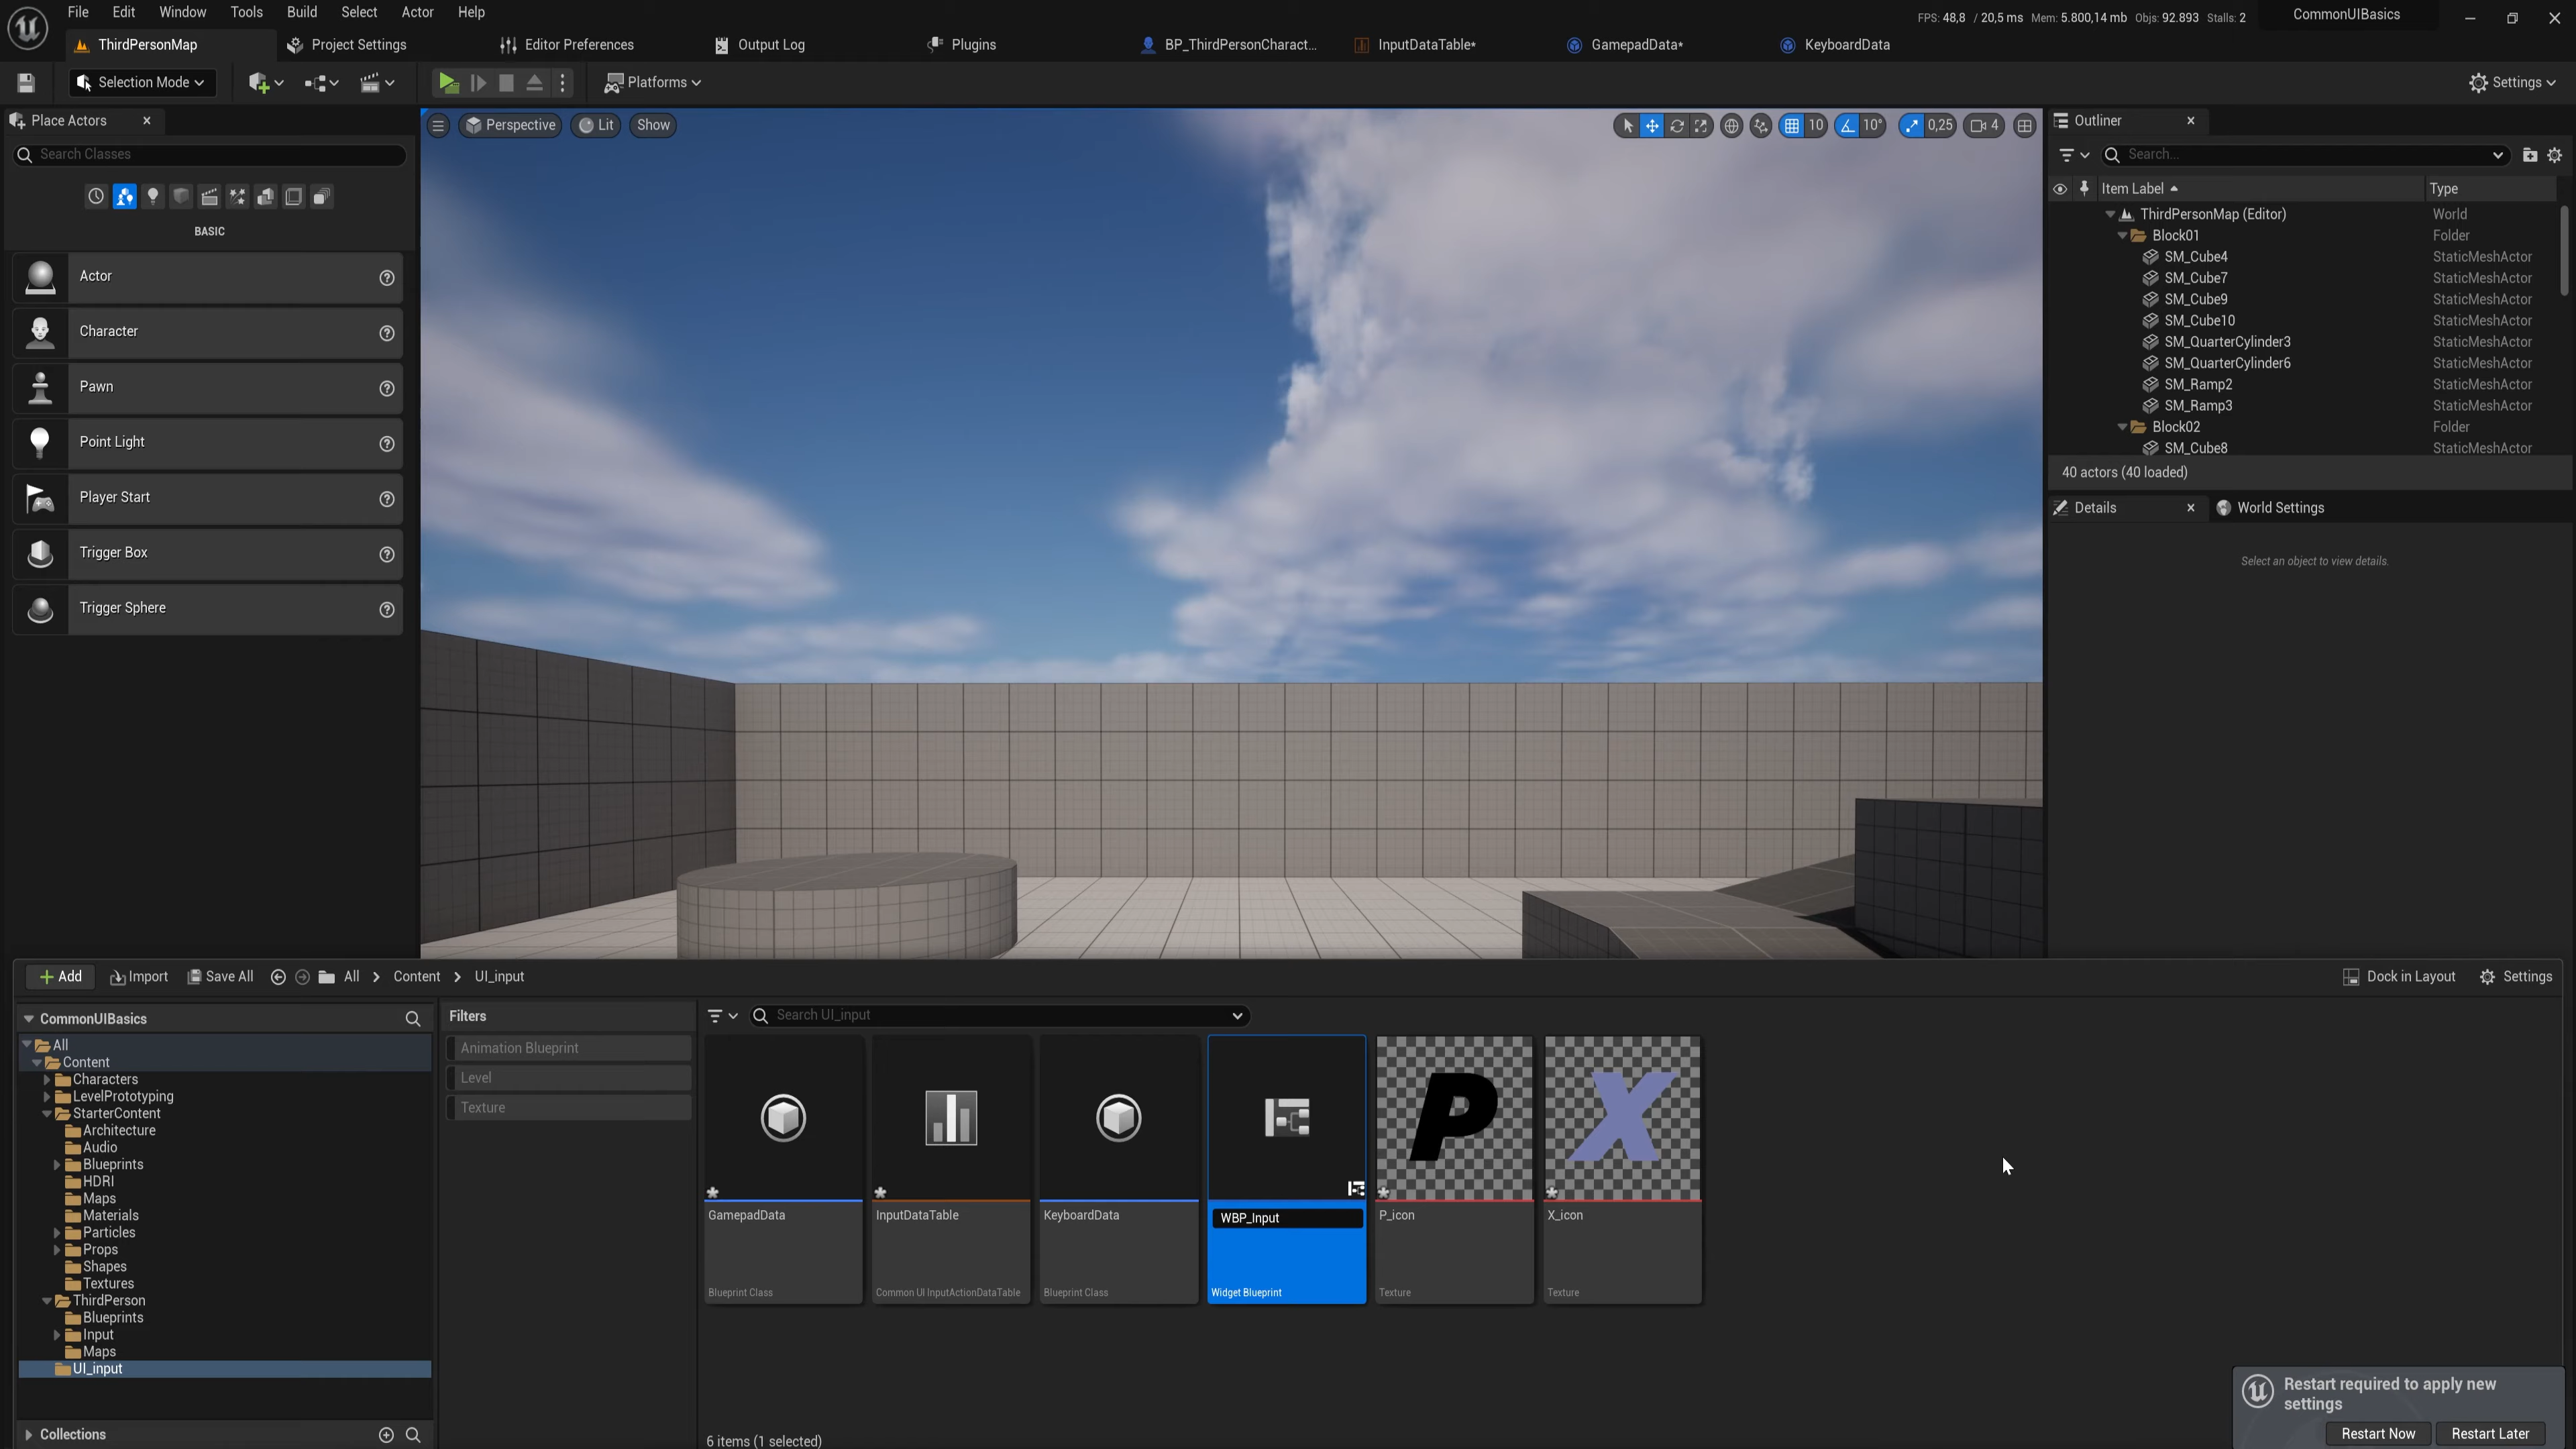 File Edit Window Tools Build Select Actor Help
FPS: 48,8 / 20,5 ms Mem: 5.800,14 mb Objs: 92.893 Stalls: 2
CommonUIBasics
ThirdPersonMap
Project Settings
Editor Preferences
Output Log
Plugins
BP_ThirdPersonCharact...
InputDataTable*
GamepadData*
KeyboardData
Selection Mode
Platforms
Settings
Place Actors
Search Classes
BASIC
Actor
Character
Pawn
Point Light
Player Start
Trigger Box
Trigger Sphere
Perspective
Lit
Show
10
10°
0,25
4
Outliner
Search...
Item Label Type
ThirdPersonMap (Editor) World
Block01 Folder
SM_Cube4 StaticMeshActor
SM_Cube7 StaticMeshActor
SM_Cube9 StaticMeshActor
SM_Cube10 StaticMeshActor
SM_QuarterCylinder3 StaticMeshActor
SM_QuarterCylinder6 StaticMeshActor
SM_Ramp2 StaticMeshActor
SM_Ramp3 StaticMeshActor
Block02 Folder
SM_Cube8 StaticMeshActor
40 actors (40 loaded)
Details
World Settings
Select an object to view details.
Add
Import
Save All
All > Content > UI_input
Dock in Layout
Settings
CommonUIBasics
All
Content
Characters
LevelPrototyping
StarterContent
Architecture
Audio
Blueprints
HDRI
Maps
Materials
Particles
Props
Shapes
Textures
ThirdPerson
Blueprints
Input
Maps
UI_input
Collections
Filters
Animation Blueprint
Level
Texture
Search UI_input
P
X
GamepadData
Blueprint Class
InputDataTable
Common UI InputActionDataTable
KeyboardData
Blueprint Class
WBP_Input
Widget Blueprint
P_icon
Texture
X_icon
Texture
6 items (1 selected)
Restart required to apply new
settings
Restart Now
Restart Later